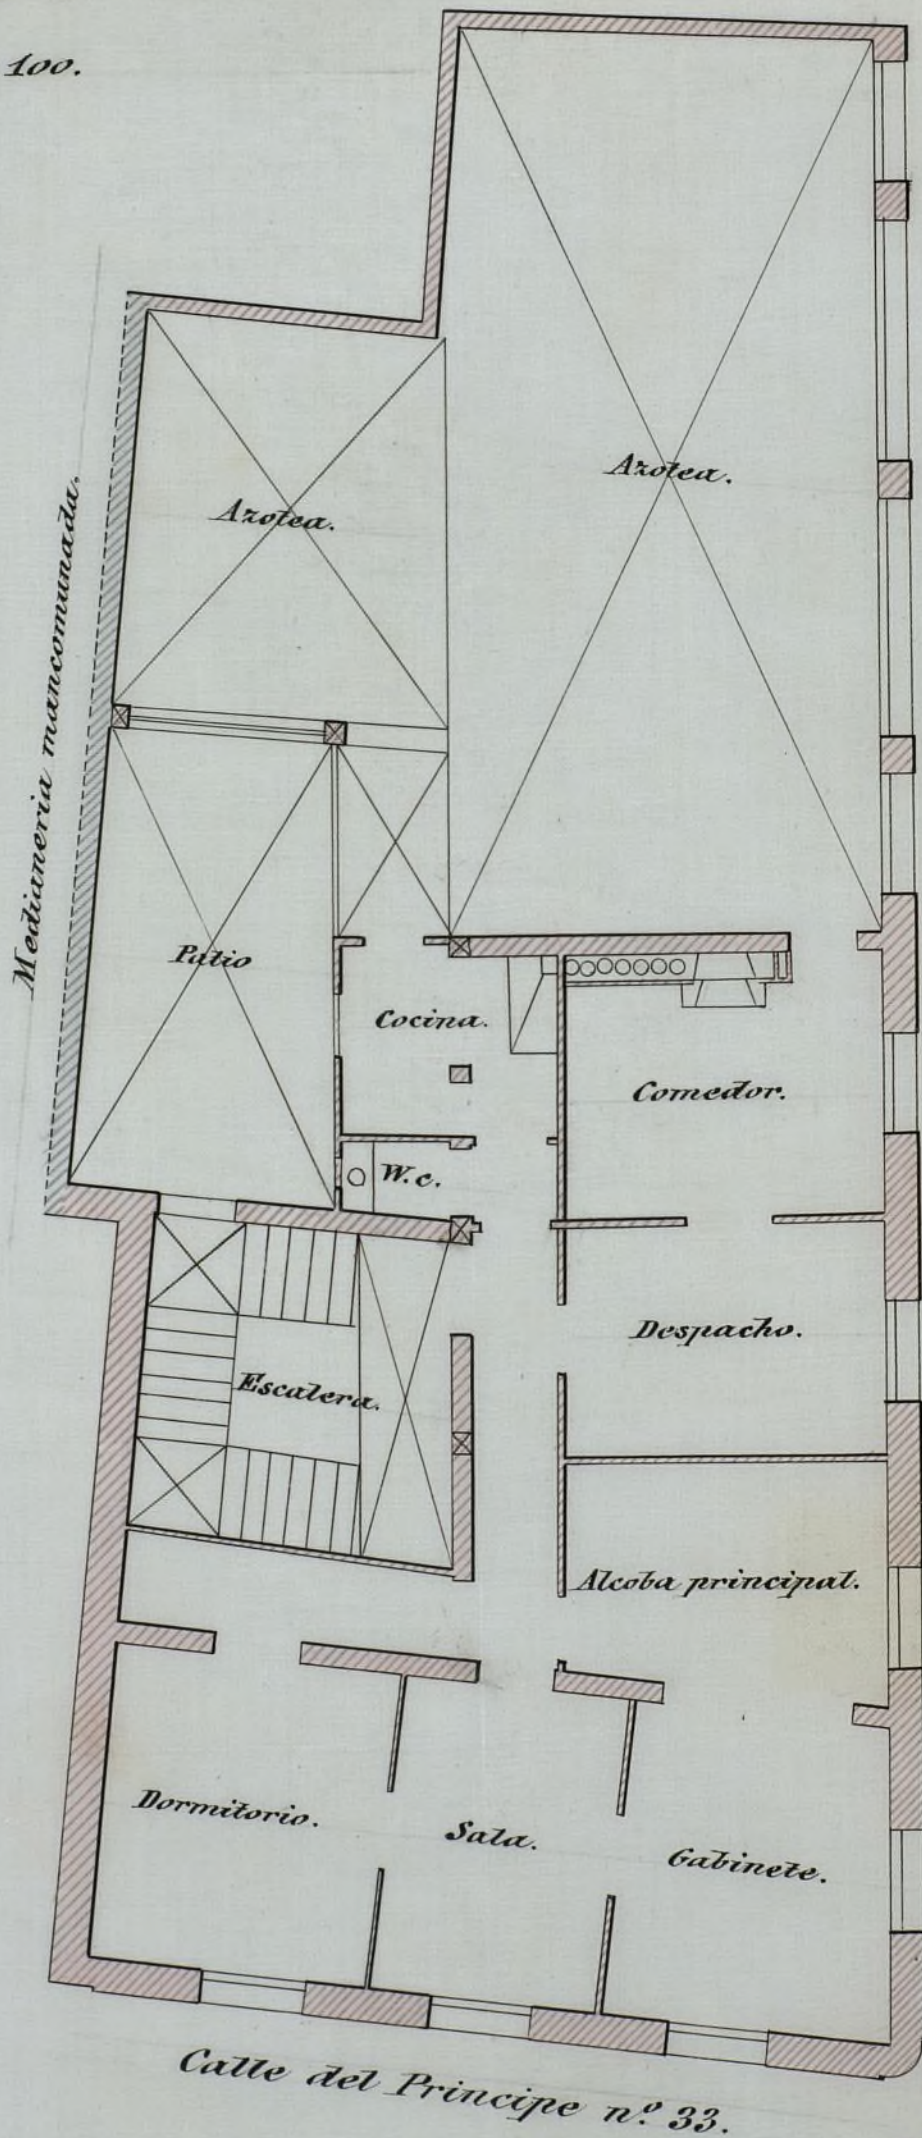 100.
Azotea.
Azotea.
Medianeria mancomunada.
Patio
Cocina.
Comedor.
W.c.
Despacho.
Escalera.
Alcoba principal.
Dormitorio.
Sala.
Gabinete.
Calle del Principe nº 33.